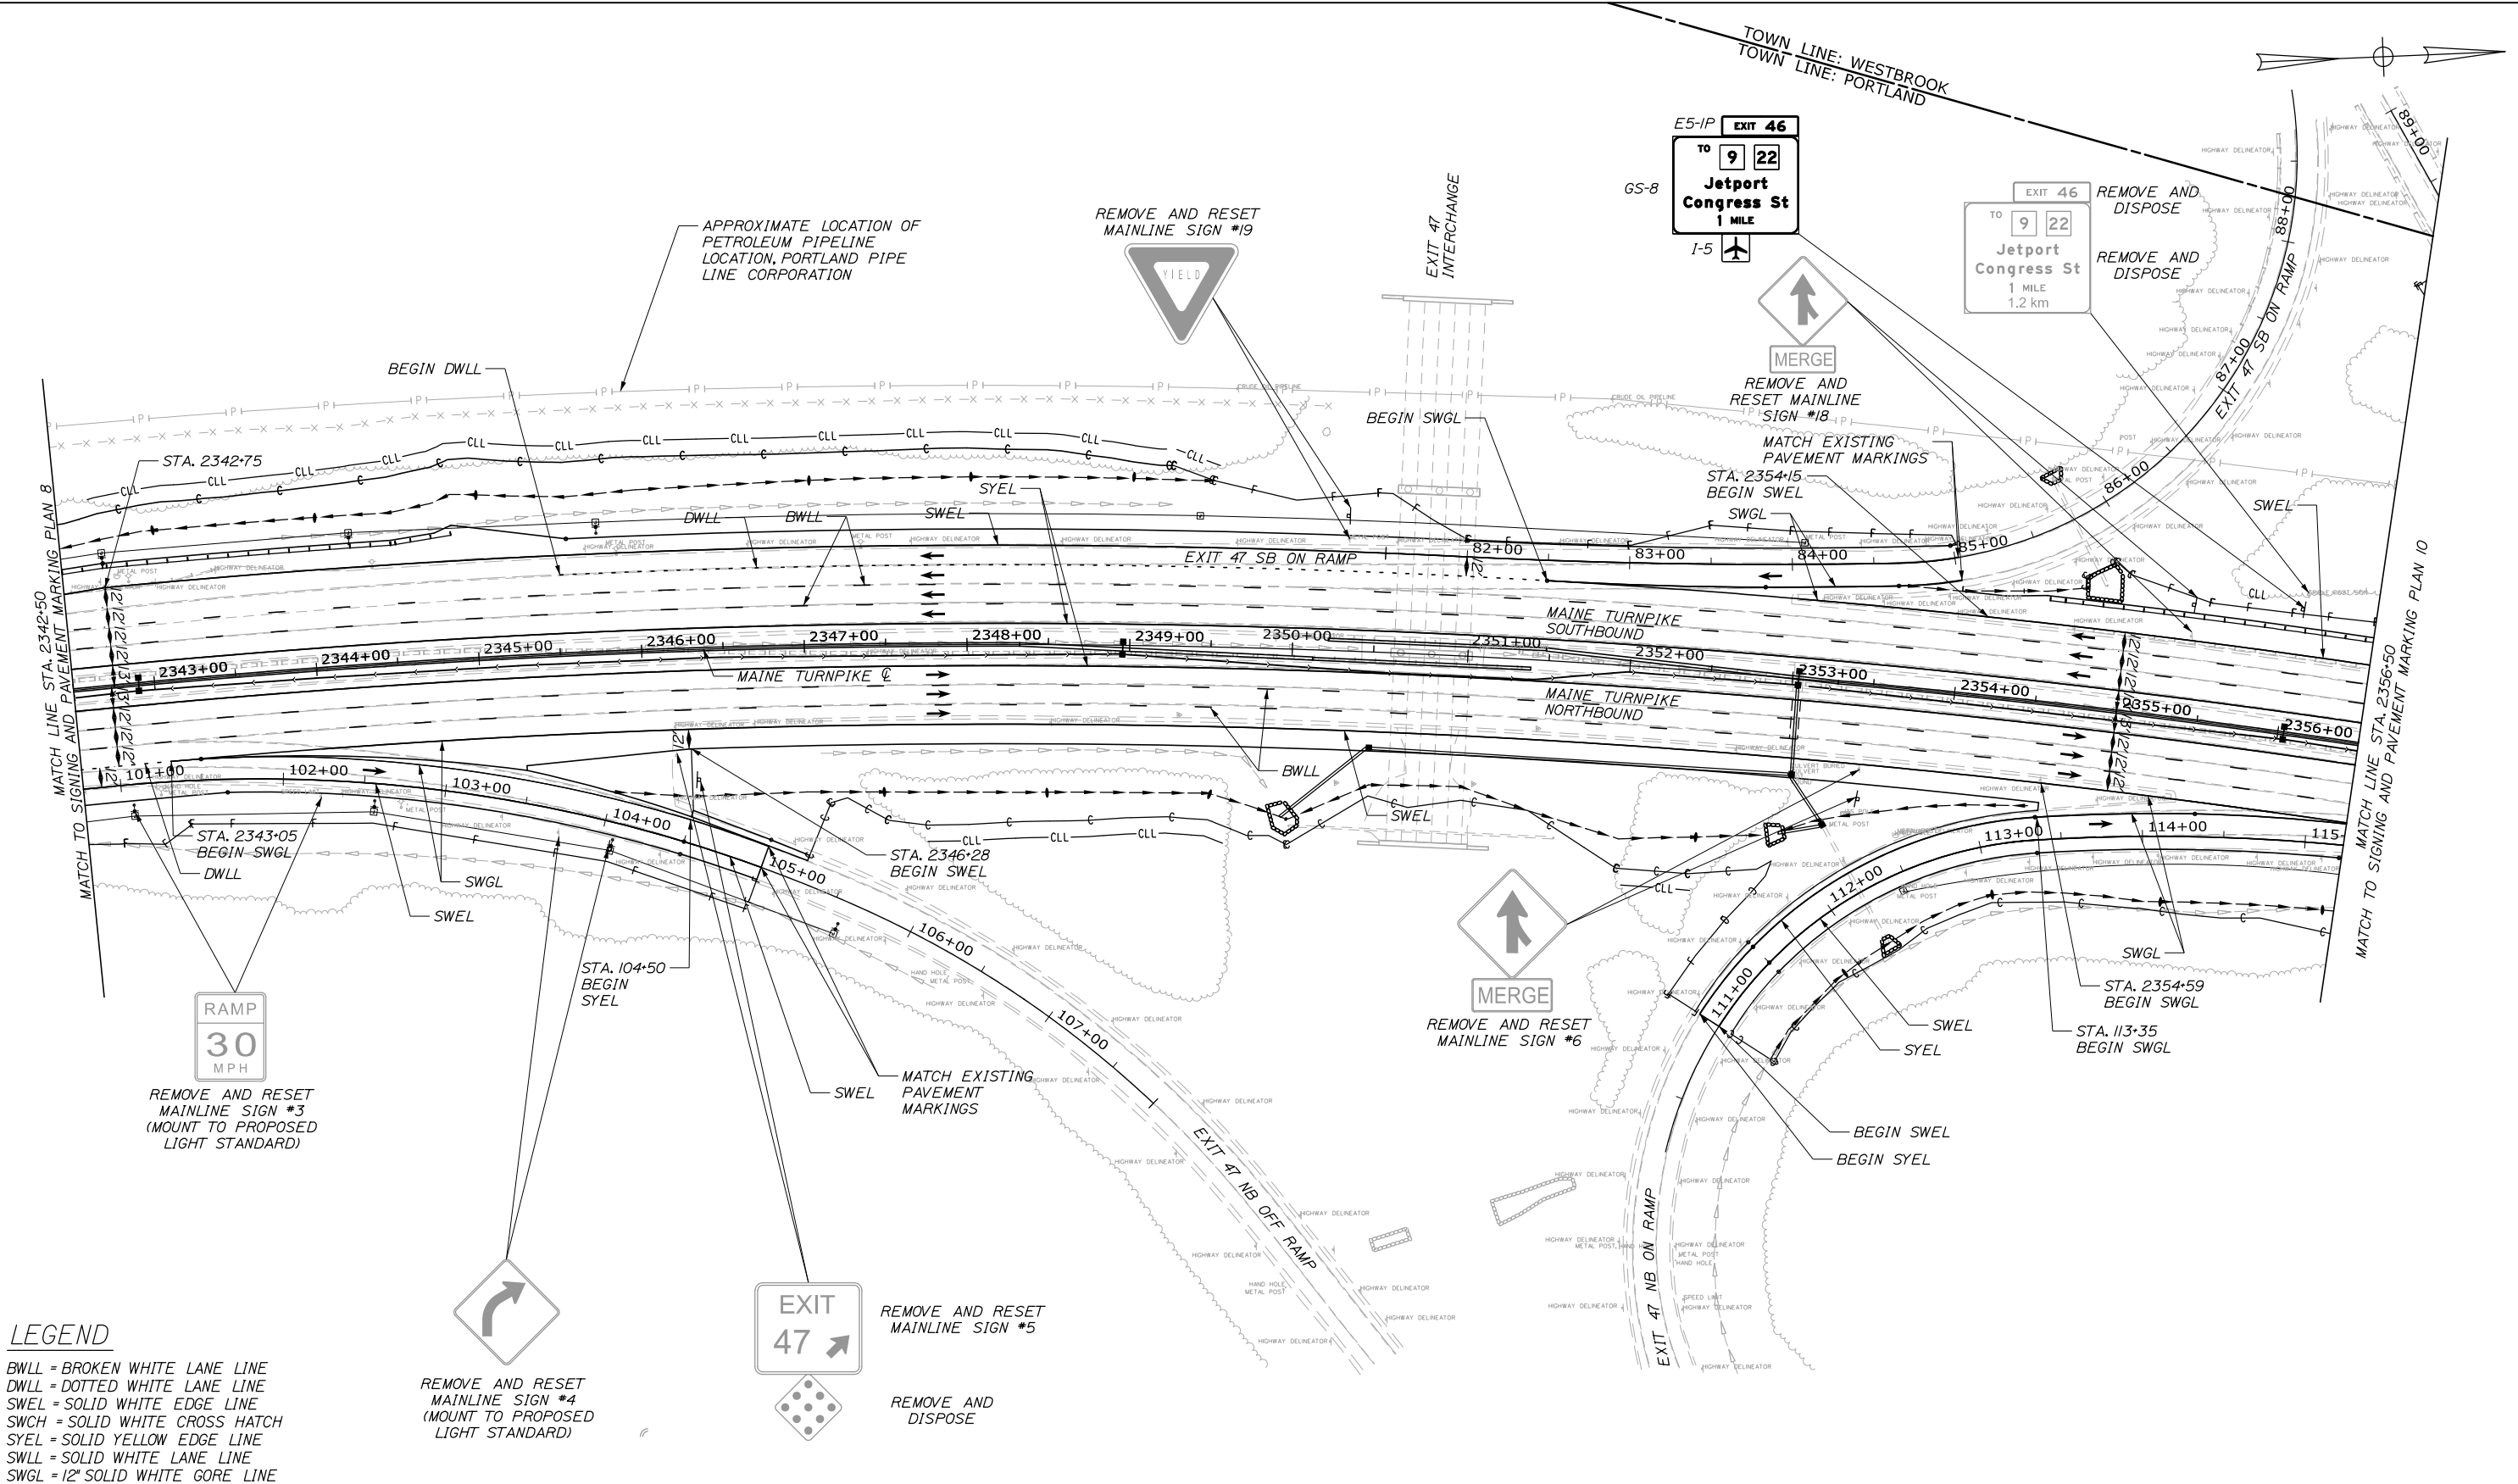 TOWN LINE: WESTBROOK
TOWN LINE: PORTLAND
E5-1P
EXIT 46
TO 9 22
Jetport
Congress St
1 MILE
GS-8
I-5
EXIT 46
TO 9 22
Jetport
Congress St
1 MILE
1.2 km
REMOVE AND
DISPOSE
REMOVE AND
DISPOSE
89+00
88+00
87+00
86+00
85+00
84+00
83+00
82+00
EXIT 47 SB ON RAMP
APPROXIMATE LOCATION OF
PETROLEUM PIPELINE
LOCATION, PORTLAND PIPE
LINE CORPORATION
REMOVE AND RESET
MAINLINE SIGN #19
YIELD
EXIT 47
INTERCHANGE
MERGE
REMOVE AND
RESET MAINLINE
SIGN #18
MATCH EXISTING
PAVEMENT MARKINGS
STA. 2354+15
BEGIN SWEL
SWGL
SWEL
BEGIN DWLL
BEGIN SWGL
CRUDE OIL PIPELINE
CRUDE OIL PIPELINE
STA. 2342+75
SYEL
DWLL
BWLL
SWEL
EXIT 47 SB ON RAMP
MATCH LINE STA. 2342+50
MATCH TO SIGNING AND PAVEMENT MARKING PLAN 8
MAINE TURNPIKE
SOUTHBOUND
2343+00
2344+00
2345+00
2346+00
2347+00
2348+00
2349+00
2350+00
2351+00
2352+00
2353+00
2354+00
2355+00
2356+00
MAINE TURNPIKE ℄
MAINE TURNPIKE
NORTHBOUND
MATCH LINE STA. 2356+50
MATCH TO SIGNING AND PAVEMENT MARKING PLAN 10
101+00
102+00
103+00
104+00
105+00
106+00
107+00
STA. 2343+05
BEGIN SWGL
DWLL
SWGL
SWEL
BWLL
SWEL
STA. 2346+28
BEGIN SWEL
STA. 104+50
BEGIN
SYEL
SWEL
MATCH EXISTING
PAVEMENT
MARKINGS
RAMP
30
MPH
REMOVE AND RESET
MAINLINE SIGN #3
(MOUNT TO PROPOSED
LIGHT STANDARD)
MERGE
REMOVE AND RESET
MAINLINE SIGN #6
111+00
112+00
113+00
114+00
115
SWGL
STA. 2354+59
BEGIN SWGL
STA. 113+35
BEGIN SWGL
SWEL
SYEL
BEGIN SWEL
BEGIN SYEL
EXIT 47 NB OFF RAMP
EXIT 47 NB ON RAMP
EXIT
47
REMOVE AND RESET
MAINLINE SIGN #5
REMOVE AND
DISPOSE
REMOVE AND RESET
MAINLINE SIGN #4
(MOUNT TO PROPOSED
LIGHT STANDARD)
LEGEND
BWLL = BROKEN WHITE LANE LINE
DWLL = DOTTED WHITE LANE LINE
SWEL = SOLID WHITE EDGE LINE
SWCH = SOLID WHITE CROSS HATCH
SYEL = SOLID YELLOW EDGE LINE
SWLL = SOLID WHITE LANE LINE
SWGL = 12" SOLID WHITE GORE LINE